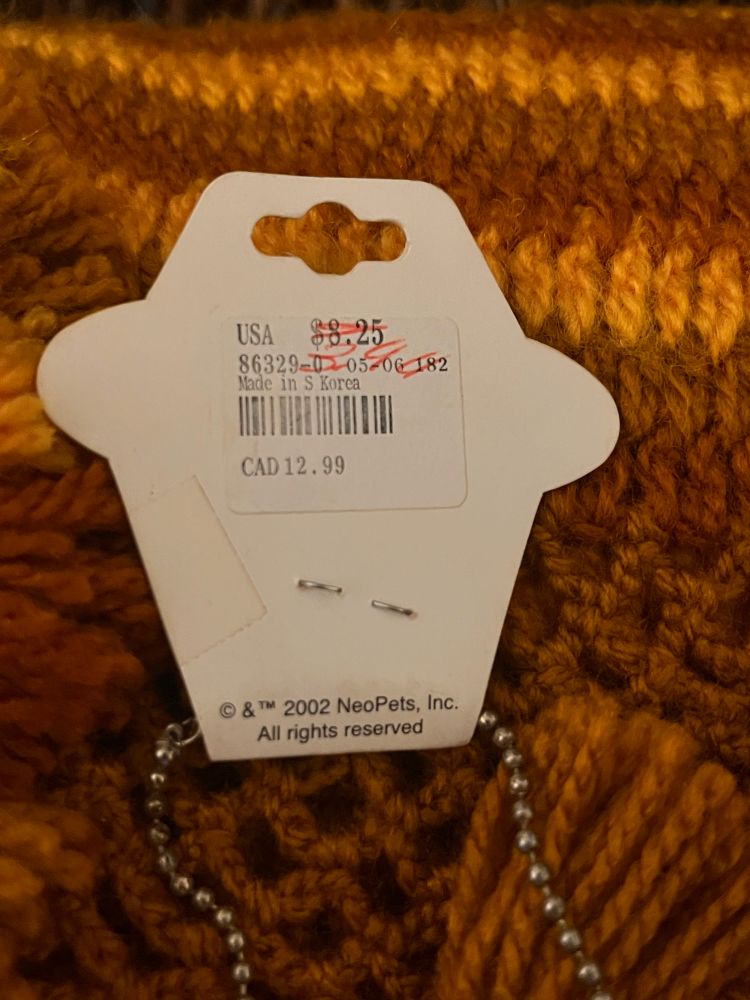 USA $8.25
86329-0 05-06 182
Made in S Korea
CAD 12.99
© &™ 2002 NeoPets, Inc.
All rights reserved